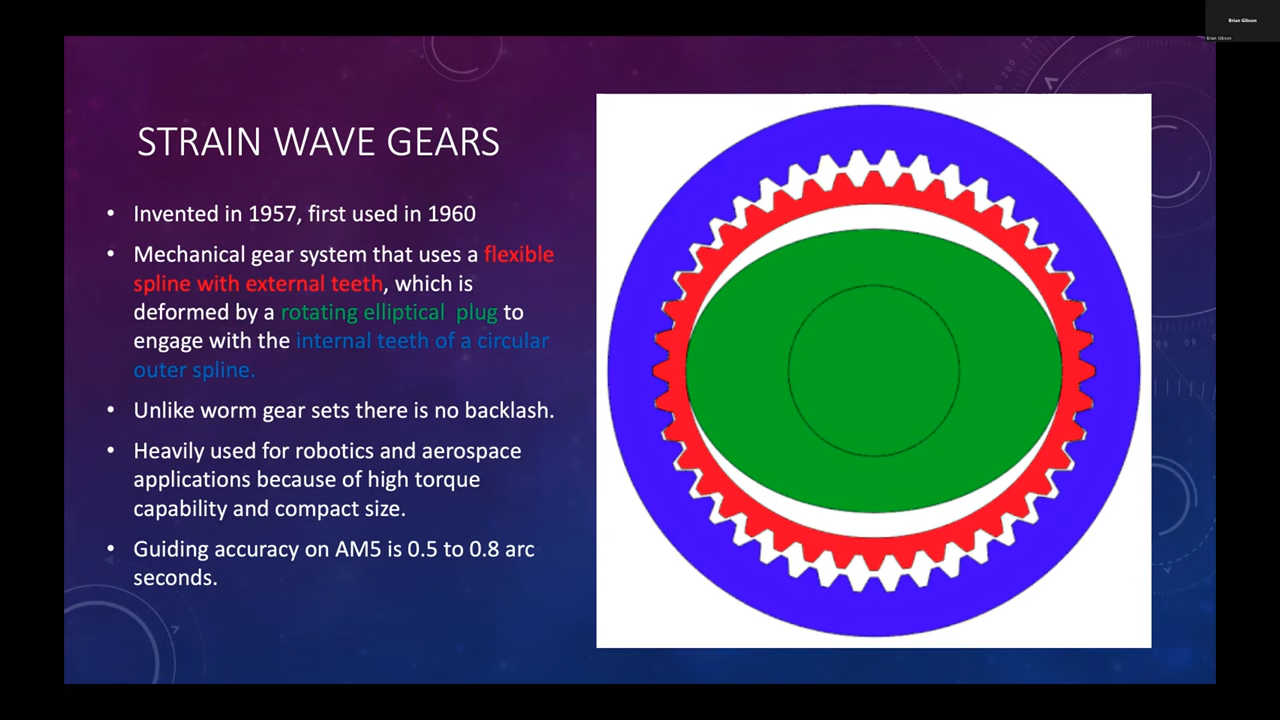 Brian Gibson
Brian Gibson
STRAIN WAVE GEARS
• Invented in 1957, first used in 1960
• Mechanical gear system that uses a flexible
spline with external teeth, which is
deformed by a rotating elliptical plug to
engage with the internal teeth of a circular
outer spline.
• Unlike worm gear sets there is no backlash.
• Heavily used for robotics and aerospace
applications because of high torque
capability and compact size.
• Guiding accuracy on AM5 is 0.5 to 0.8 arc
seconds.